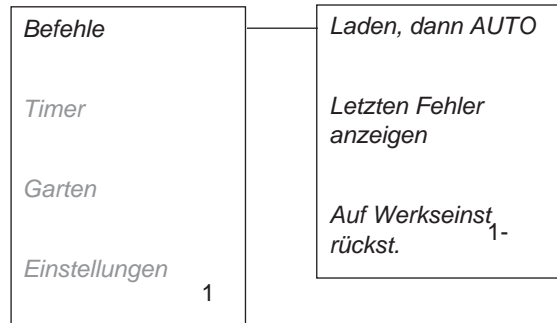 Befehle
Timer
Garten
Einstellungen
1
Laden, dann AUTO
Letzten Fehler
anzeigen
Auf Werkseinst
rückst.
1-